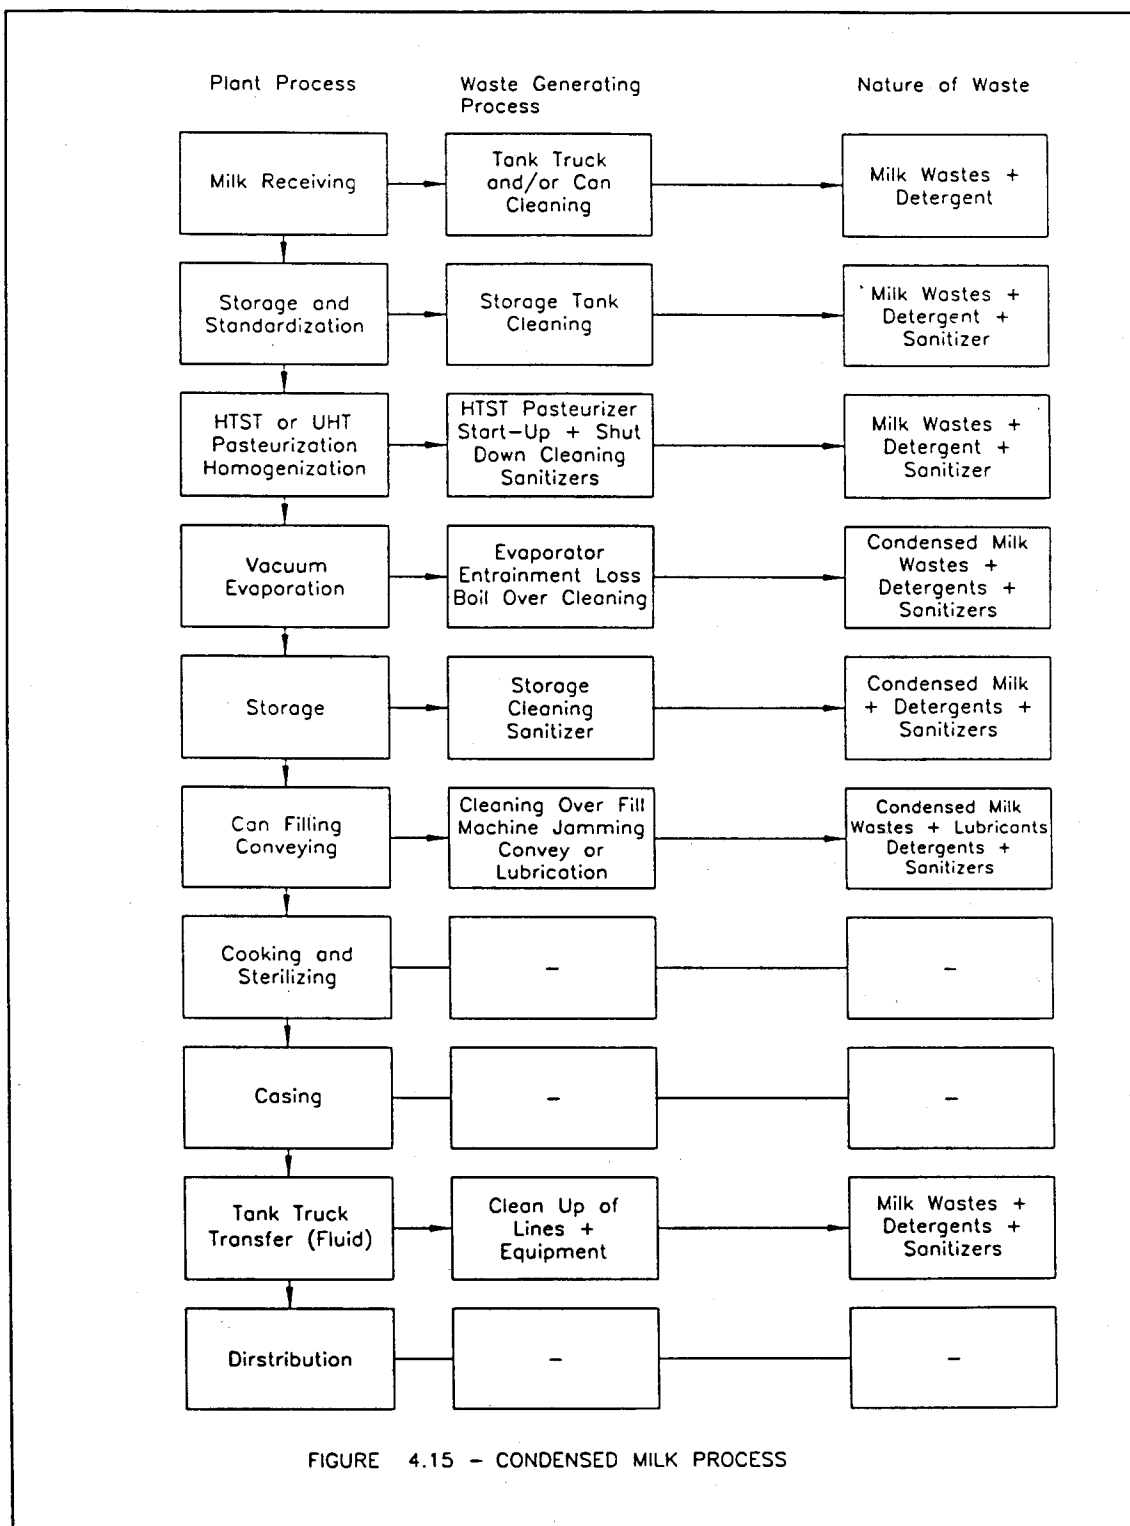 Plant Process
Waste Generating
Process
Nature of Waste
Milk Receiving
Tank Truck
and/or Can
Cleaning
Milk Wastes +
Detergent
Storage and
Standardization
Storage Tank
Cleaning
Milk Wastes +
Detergent +
Sanitizer
HTST or UHT
Pasteurization
Homogenization
HTST Pasteurizer
Start-Up + Shut
Down Cleaning
Sanitizers
Milk Wastes +
Detergent +
Sanitizer
Vacuum
Evaporation
Evaporator
Entrainment Loss
Boil Over Cleaning
Condensed Milk
Wastes +
Detergents +
Sanitizers
Storage
Storage
Cleaning
Sanitizer
Condensed Milk
+ Detergents +
Sanitizers
Can Filling
Conveying
Cleaning Over Fill
Machine Jamming
Convey or
Lubrication
Condensed Milk
Wastes + Lubricants
Detergents +
Sanitizers
Cooking and
Sterilizing
-
-
Casing
-
-
Tank Truck
Transfer (Fluid)
Clean Up of
Lines +
Equipment
Milk Wastes +
Detergents +
Sanitizers
Dirstribution
-
-
FIGURE 4.15 - CONDENSED MILK PROCESS